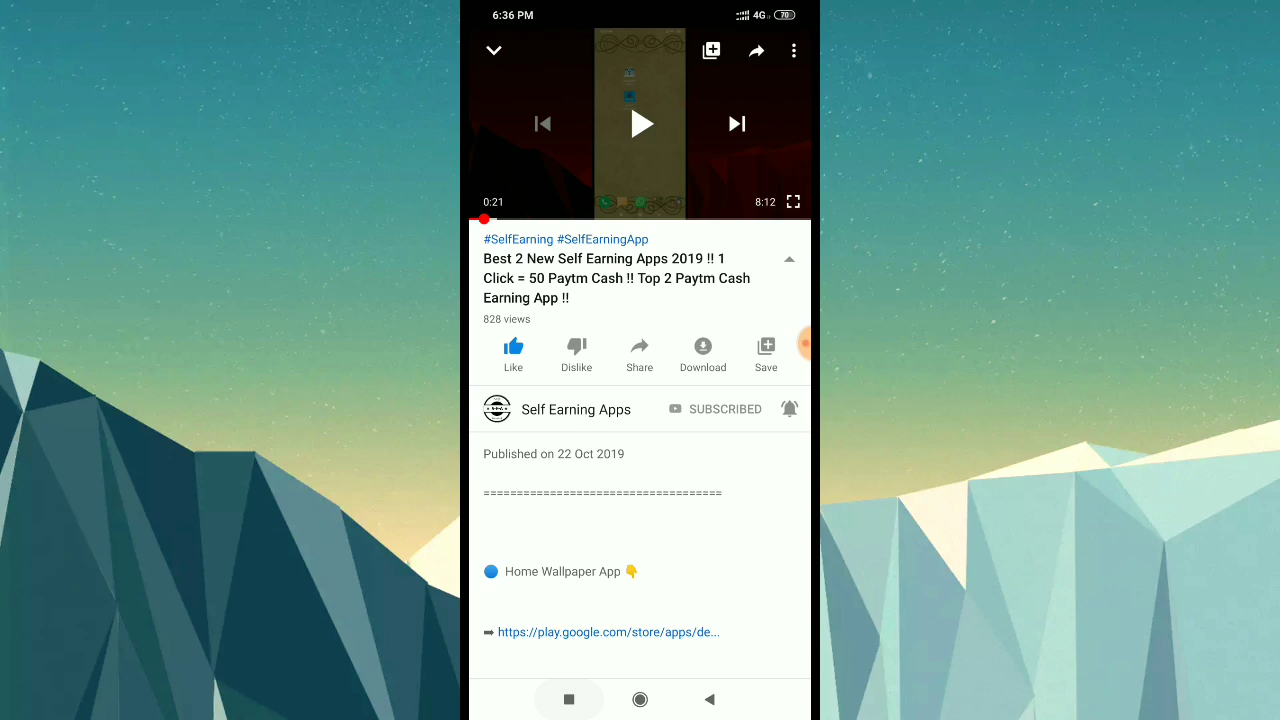 6:36 PM
4G
70
0:21
8:12
#SelfEarning #SelfEarningApp
Best 2 New Self Earning Apps 2019 !! 1
Click = 50 Paytm Cash !! Top 2 Paytm Cash
Earning App !!
828 views
Like
Dislike
Share
Download
Save
Self Earning Apps
SUBSCRIBED
Published on 22 Oct 2019
===================================
🔵 Home Wallpaper App 👇
➡ https://play.google.com/store/apps/de...